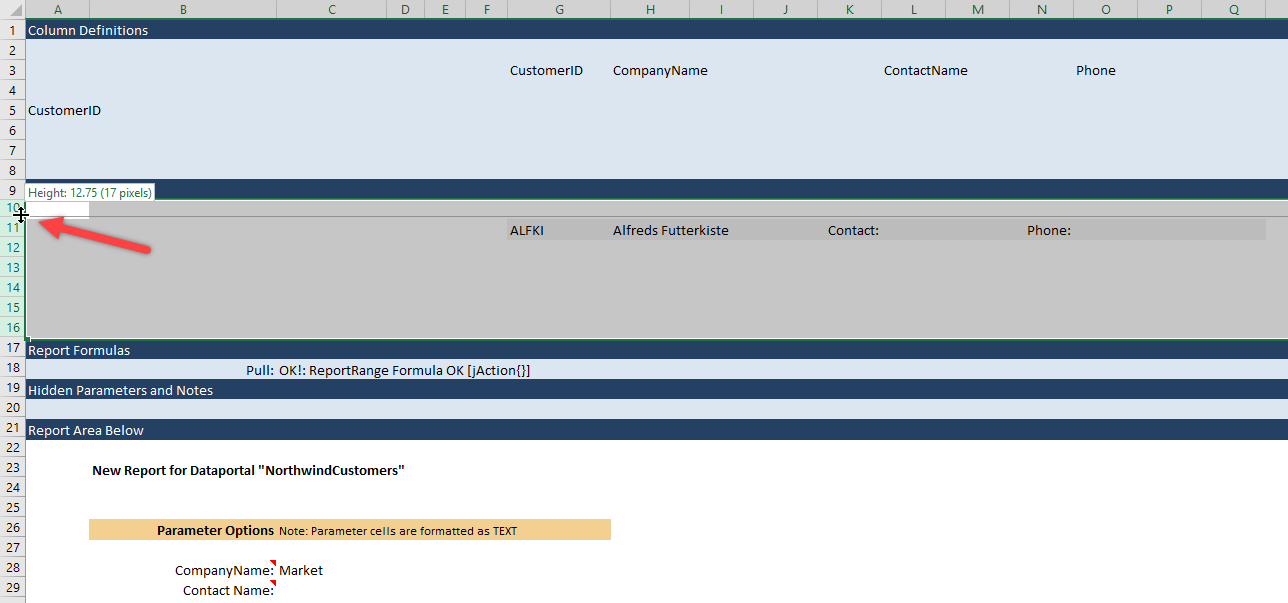 A B C D E F G H I J K L M N O P Q
1 Column Definitions
2
3 CustomerID CompanyName ContactName Phone
4
5 CustomerID
6
7
8
9
Height: 12.75 (17 pixels)
10
11 ALFKI Alfreds Futterkiste Contact: Phone:
12
13
14
15
16
17 Report Formulas
18 Pull: OK!: ReportRange Formula OK [jAction{}]
19 Hidden Parameters and Notes
20
21 Report Area Below
22
23 New Report for Dataportal "NorthwindCustomers"
24
25
26 Parameter Options Note: Parameter cells are formatted as TEXT
27
28 CompanyName: Market
29 Contact Name: